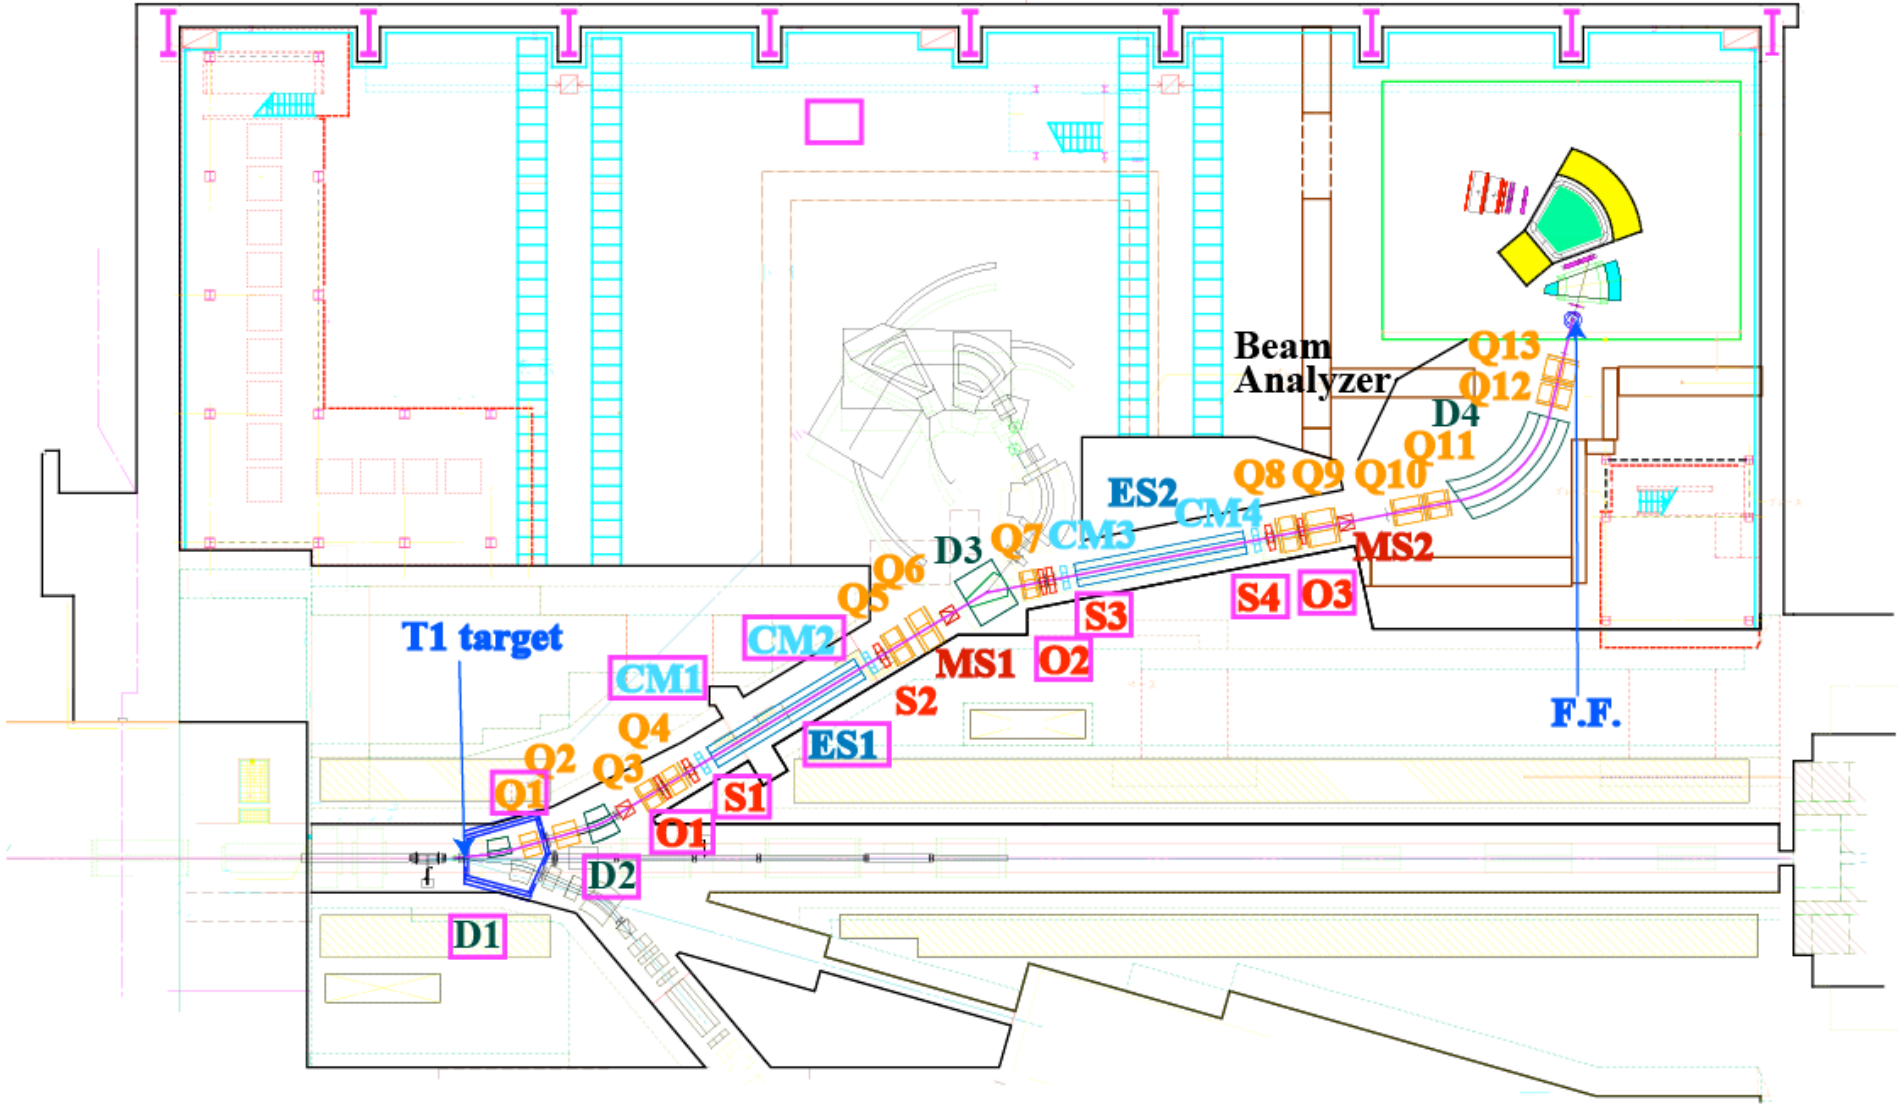 Beam
Analyzer
Q13
Q12
D4
Q11
Q10
Q9
Q8
ES2
CM4
CM3
Q7
D3
Q6
Q5
MS2
S4
O3
S3
O2
MS1
S2
CM2
CM1
T1 target
F.F.
ES1
Q4
Q2
Q3
Q1
S1
O1
D2
D1